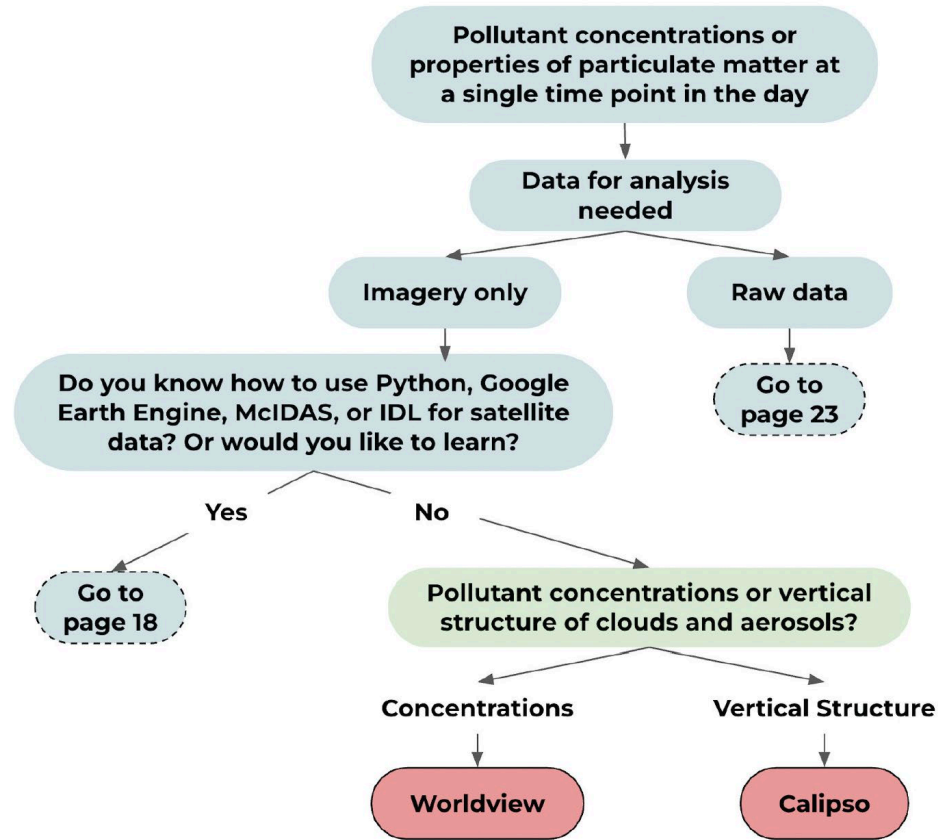 Pollutant concentrations or
properties of particulate matter at
a single time point in the day
Data for analysis
needed
Imagery only
Raw data
Do you know how to use Python, Google
Earth Engine, McIDAS, or IDL for satellite
data? Or would you like to learn?
Go to
page 23
Yes
No
Go to
page 18
Pollutant concentrations or vertical
structure of clouds and aerosols?
Concentrations
Vertical Structure
Worldview
Calipso